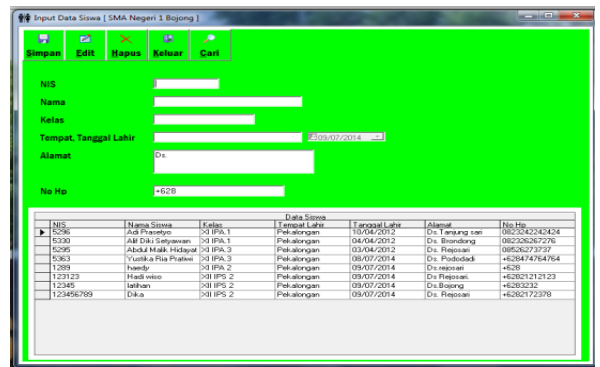 Input Data Siswa [ SMA Negeri 1 Bojong ]
Simpan Edit Hapus Keluar Cari
NIS
Nama
Kelas
Tempat, Tanggal Lahir 09/07/2014
Alamat Ds.
No Hp +628
Data Siswa
NIS Nama Siswa Kelas Tempat Lahir Tanggal Lahir Alamat No Hp
5296 Adi Prasetyo XI IPA.1 Pekalongan 10/04/2012 Ds.Tanjung sari 0823242242424
5330 Alif Diki Setyawan XI IPA.1 Pekalongan 04/04/2012 Ds. Brondong 082326267276
5295 Abdul Malik Hidayat XI IPA.3 Pekalongan 03/04/2012 Ds. Rejosari 08526273737
5363 Yustika Ria Pratiwi XI IPA.3 Pekalongan 08/07/2014 Ds. Pododadi +628474764764
1289 haedy XI IPA 2 Pekalongan 09/07/2014 Ds.rejosari +628
123123 Hadi wiso XII IPS 2 Pekalongan 09/07/2014 Ds Rejosari. +62821212123
12345 latihan XII IPS 2 Pekalongan 09/07/2014 Ds.Bojong +6283232
123456789 Dika XII IPS 2 Pekalongan 09/07/2014 Ds. Rejosari +6282172378